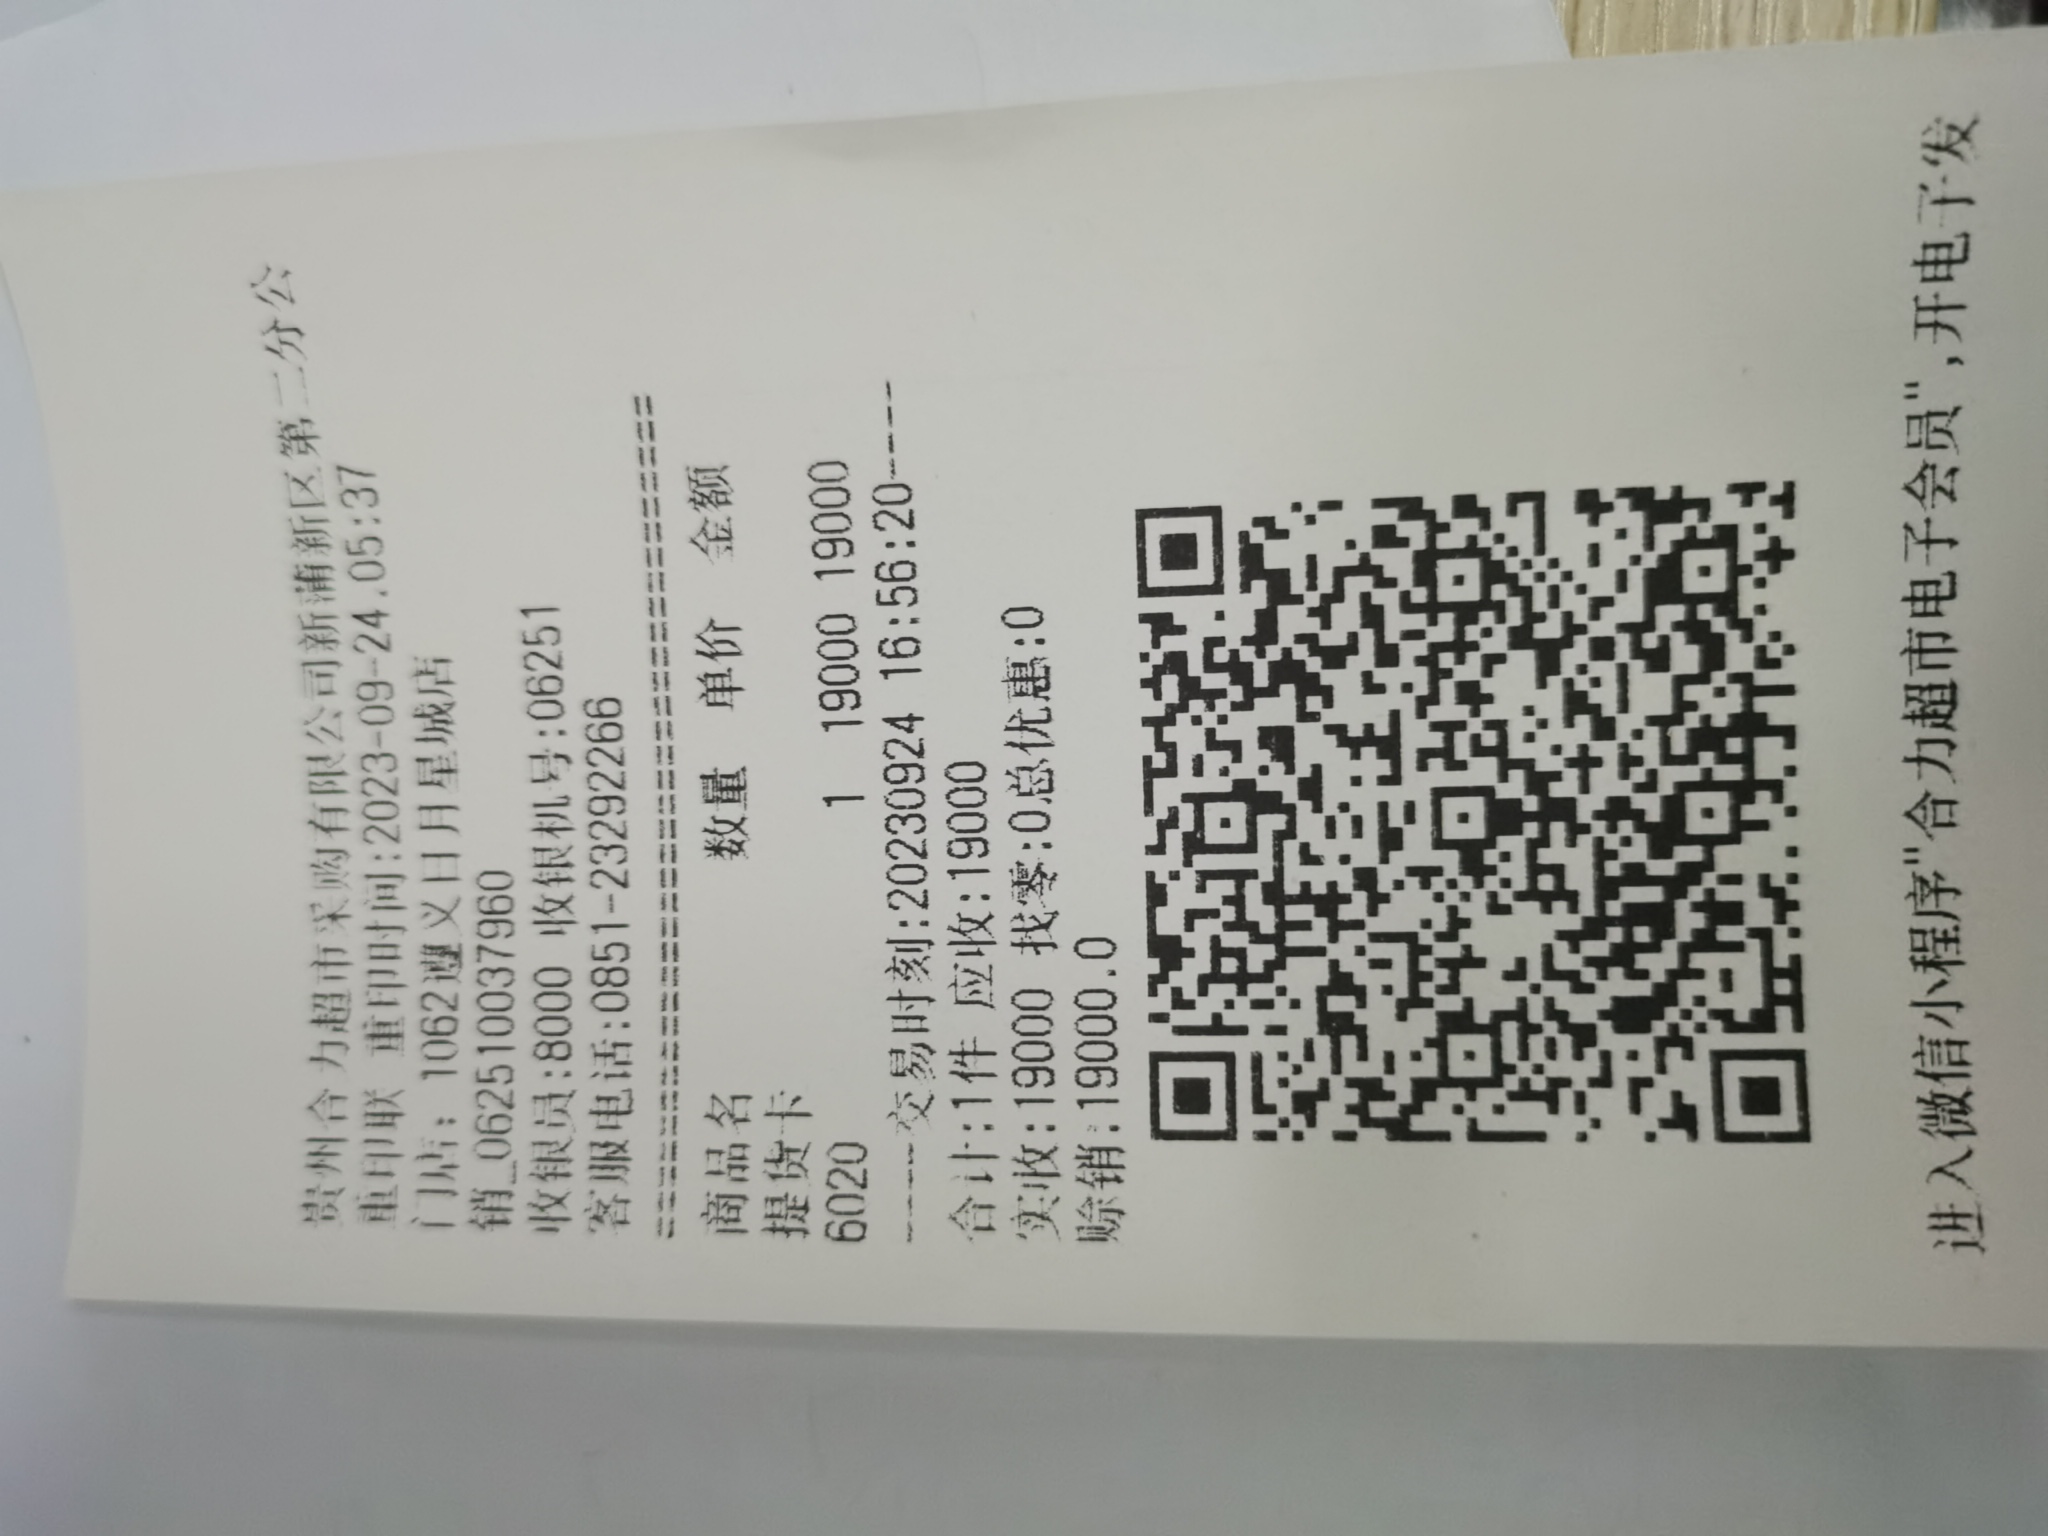 贵州合力超市采购有限公司新蒲新区第二分公
重印联 重印时间:2023-09-24.05:37
门店: 1062遵义日月星城店
销_062510037960
收银员:8000 收银机号:06251
客服电话:0851-23292266
==========================================
商品名 数量 单价 金额
提货卡
6020 1 19000 19000
-----交易时刻:20230924 16:56:20-----
合计:1件 应收:19000
实收:19000 找零:0总优惠:0
赊销:19000.0
进入微信小程序"合力超市电子会员",开电子发